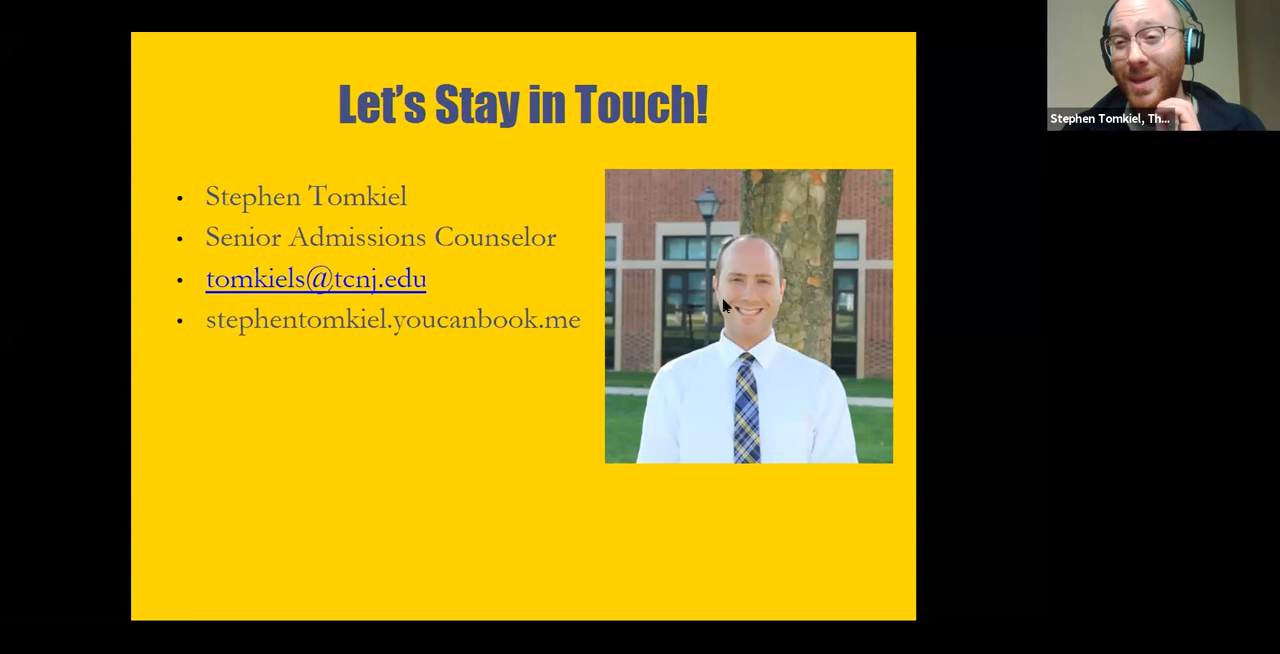 Let's Stay in Touch!
• Stephen Tomkiel
• Senior Admissions Counselor
• tomkiels@tcnj.edu
• stephentomkiel.youcanbook.me
Stephen Tomkiel, Th...